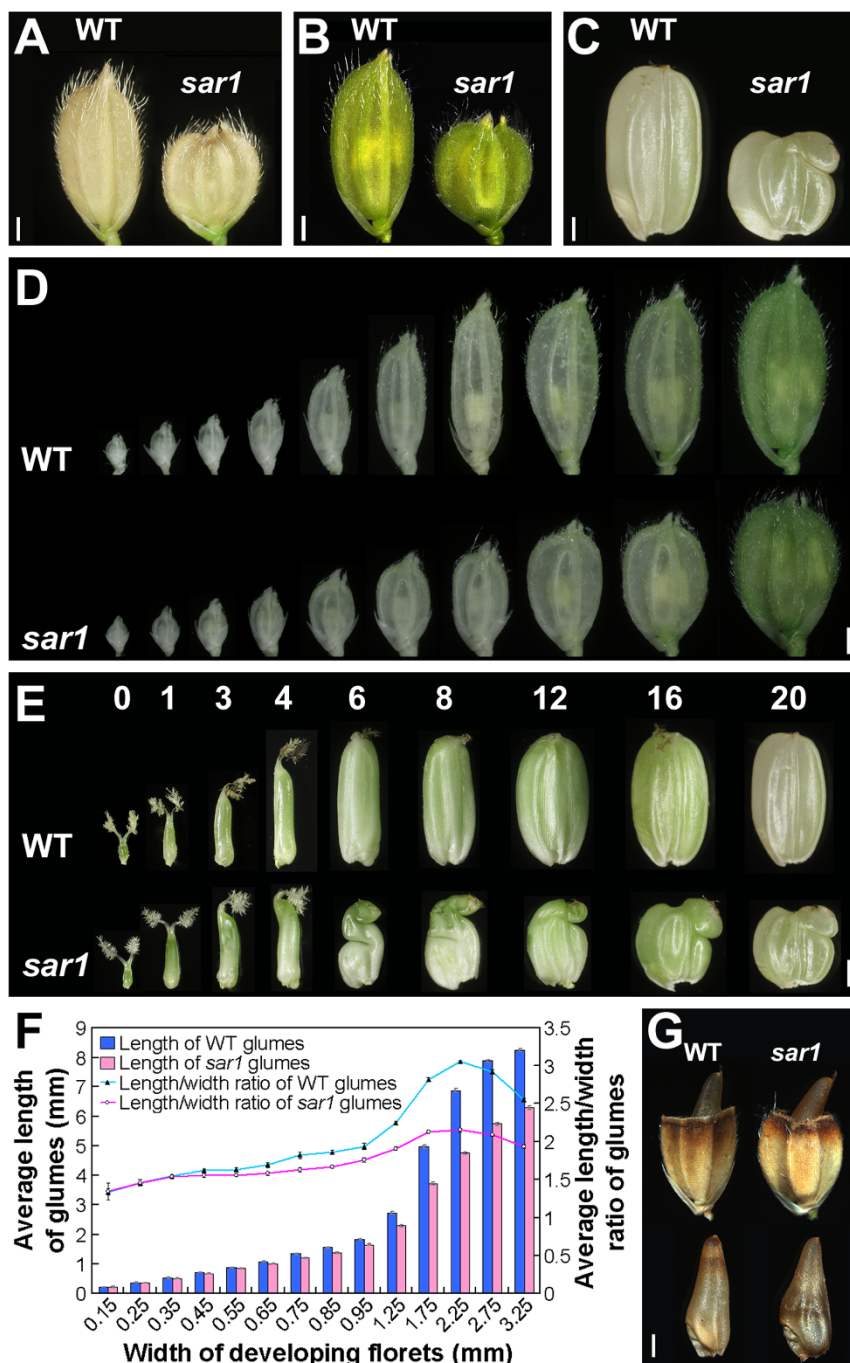 A WT sar1
B WT sar1
C WT sar1
D
WT
sar1
E 0 1 3 4 6 8 12 16 20
WT
sar1
F
Length of WT glumes
Length of sar1 glumes
Length/width ratio of WT glumes
Length/width ratio of sar1 glumes
Average length
of glumes (mm)
9
8
7
6
5
4
3
2
1
0
3.5
3
2.5
2
1.5
1
0.5
0
Average length/width
ratio of glumes
0.15 0.25 0.35 0.45 0.55 0.65 0.75 0.85 0.95 1.25 1.75 2.25 2.75 3.25
Width of developing florets (mm)
G
WT sar1